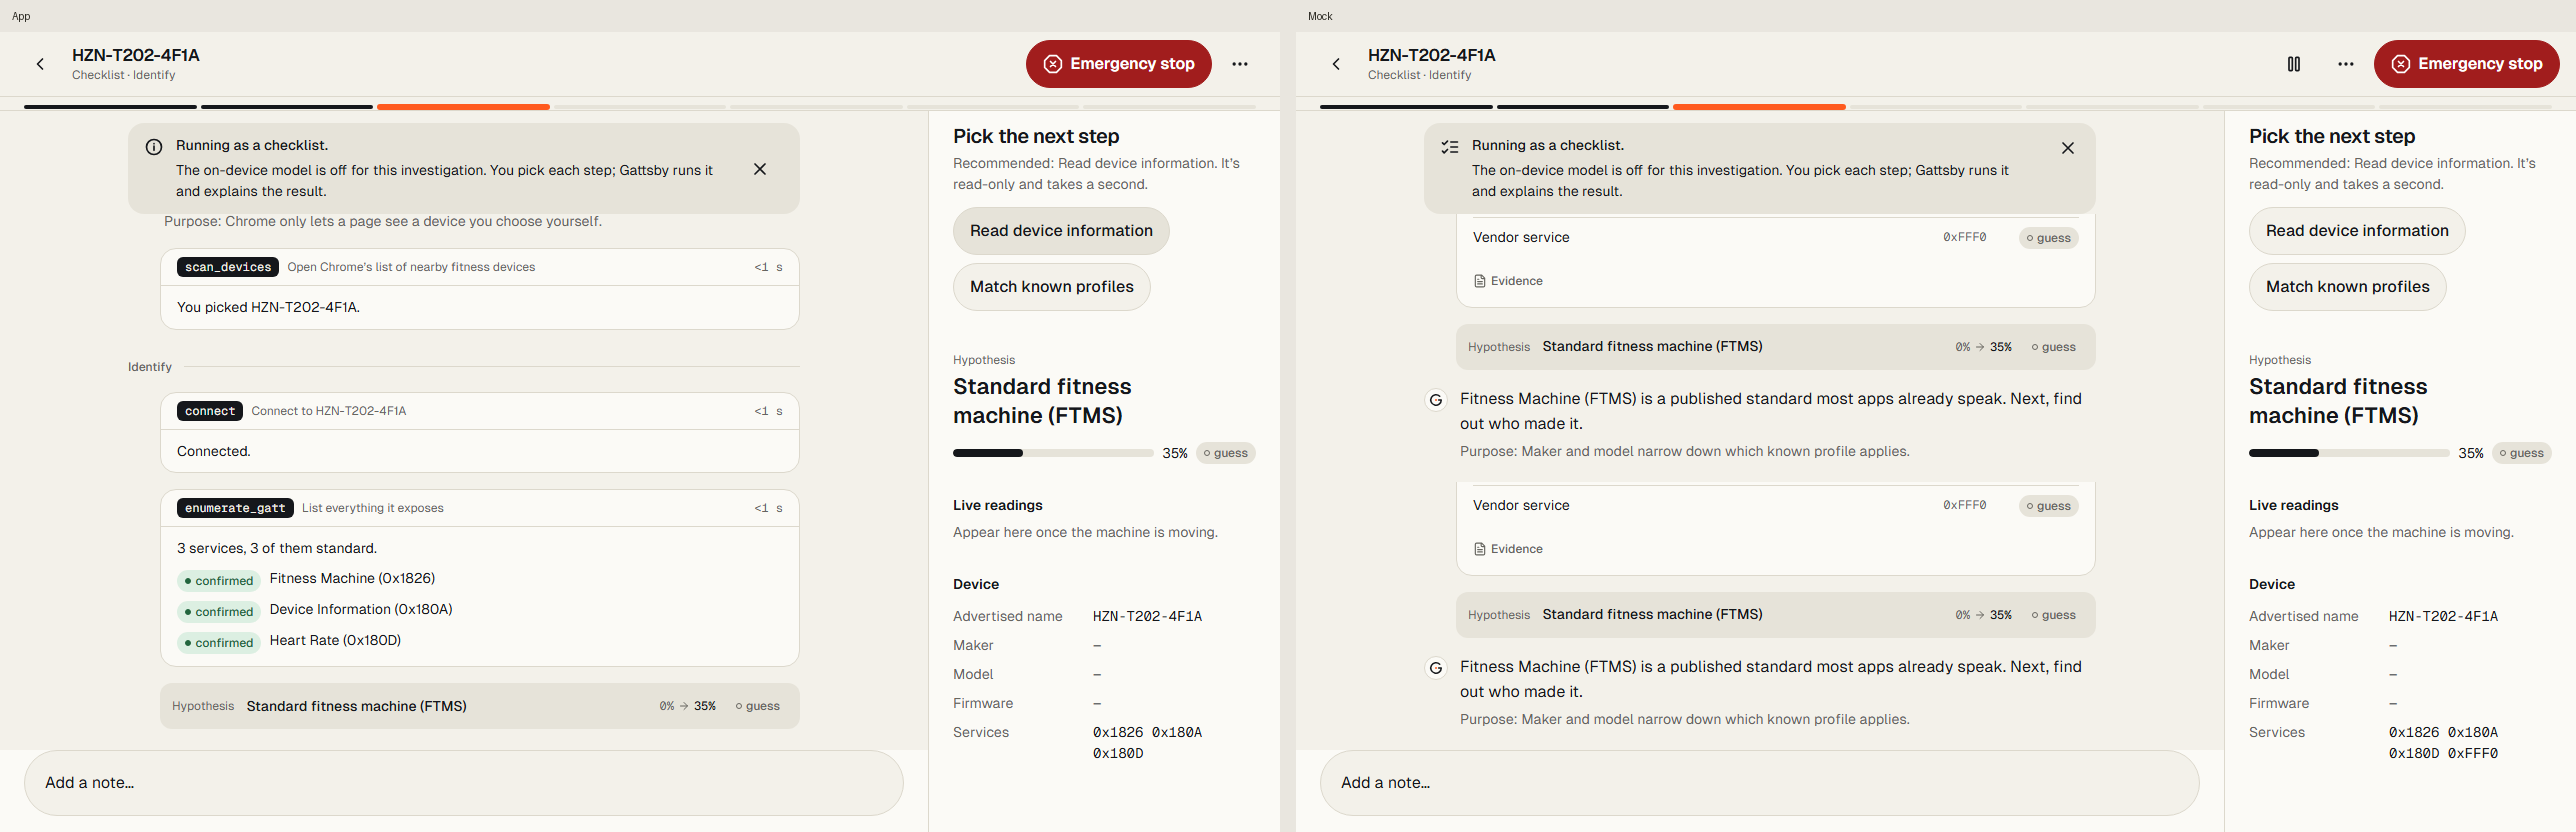 App
HZN-T202-4F1A
Checklist · Identify
Emergency stop
Running as a checklist.
The on-device model is off for this investigation. You pick each step; Gattsby runs it
and explains the result.
Purpose: Chrome only lets a page see a device you choose yourself.
scan_devices Open Chrome's list of nearby fitness devices <1 s
You picked HZN-T202-4F1A.
Identify
connect Connect to HZN-T202-4F1A <1 s
Connected.
enumerate_gatt List everything it exposes <1 s
3 services, 3 of them standard.
confirmed Fitness Machine (0x1826)
confirmed Device Information (0x180A)
confirmed Heart Rate (0x180D)
Hypothesis Standard fitness machine (FTMS) 0% → 35% guess
Add a note…
Pick the next step
Recommended: Read device information. It's
read-only and takes a second.
Read device information
Match known profiles
Hypothesis
Standard fitness
machine (FTMS)
35% guess
Live readings
Appear here once the machine is moving.
Device
Advertised name HZN-T202-4F1A
Maker –
Model –
Firmware –
Services 0x1826 0x180A
0x180D
Mock
HZN-T202-4F1A
Checklist · Identify
Emergency stop
Running as a checklist.
The on-device model is off for this investigation. You pick each step; Gattsby runs it
and explains the result.
Vendor service 0xFFF0 guess
Evidence
Hypothesis Standard fitness machine (FTMS) 0% → 35% guess
G Fitness Machine (FTMS) is a published standard most apps already speak. Next, find
out who made it.
Purpose: Maker and model narrow down which known profile applies.
Vendor service 0xFFF0 guess
Evidence
Hypothesis Standard fitness machine (FTMS) 0% → 35% guess
G Fitness Machine (FTMS) is a published standard most apps already speak. Next, find
out who made it.
Purpose: Maker and model narrow down which known profile applies.
Add a note…
Pick the next step
Recommended: Read device information. It's
read-only and takes a second.
Read device information
Match known profiles
Hypothesis
Standard fitness
machine (FTMS)
35% guess
Live readings
Appear here once the machine is moving.
Device
Advertised name HZN-T202-4F1A
Maker –
Model –
Firmware –
Services 0x1826 0x180A
0x180D 0xFFF0